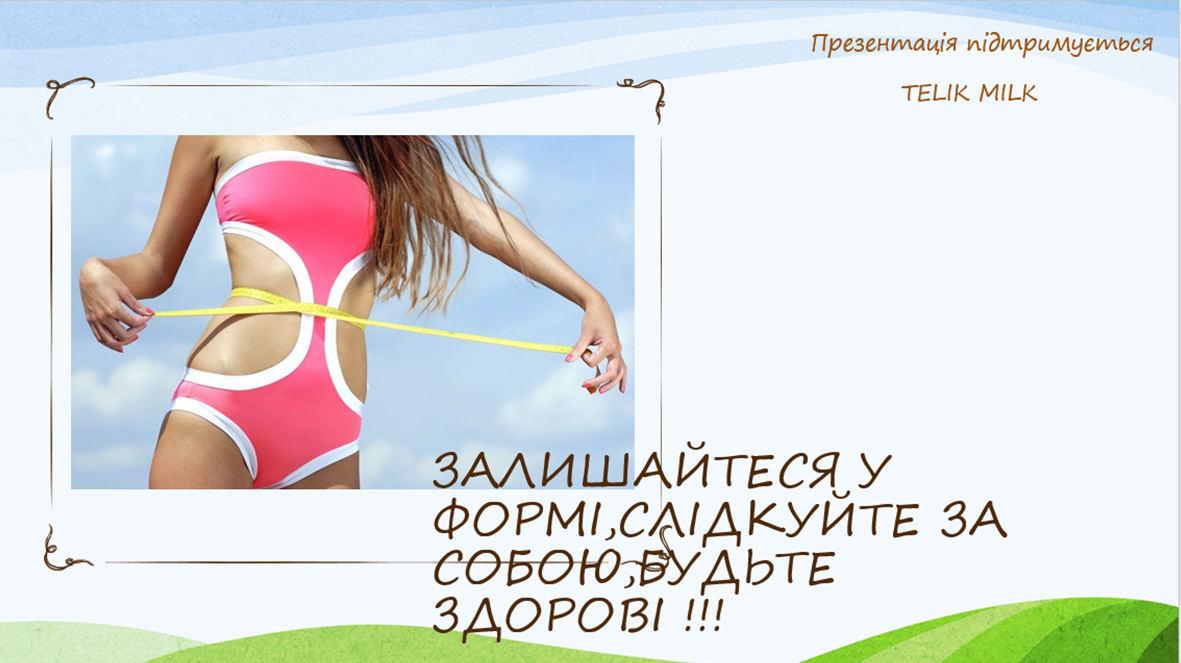 Презентація підтримується
TELIK MILK
ЗАЛИШАЙТЕСЯ У
ФОРМІ,СЛІДКУЙТЕ ЗА
СОБОЮ,БУДЬТЕ
ЗДОРОВІ !!!